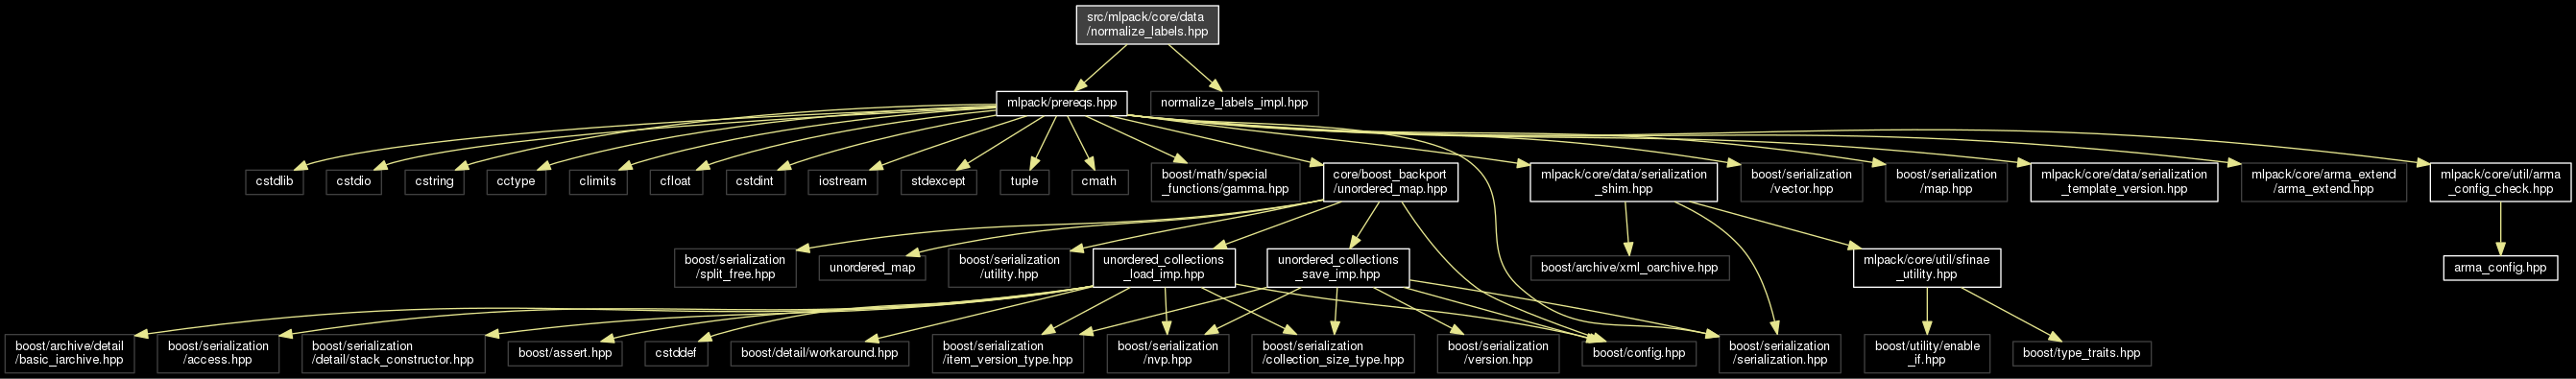 src/mlpack/core/data
/normalize_labels.hpp
mlpack/prereqs.hpp
normalize_labels_impl.hpp
cstdlib
cstdio
cstring
cctype
climits
cfloat
cstdint
iostream
stdexcept
tuple
cmath
boost/math/special
_functions/gamma.hpp
core/boost_backport
/unordered_map.hpp
mlpack/core/data/serialization
_shim.hpp
boost/serialization
/vector.hpp
boost/serialization
/map.hpp
mlpack/core/data/serialization
_template_version.hpp
mlpack/core/arma_extend
/arma_extend.hpp
mlpack/core/util/arma
_config_check.hpp
boost/serialization
/split_free.hpp
unordered_map
boost/serialization
/utility.hpp
unordered_collections
_load_imp.hpp
unordered_collections
_save_imp.hpp
boost/archive/xml_oarchive.hpp
mlpack/core/util/sfinae
_utility.hpp
arma_config.hpp
boost/archive/detail
/basic_iarchive.hpp
boost/serialization
/access.hpp
boost/serialization
/detail/stack_constructor.hpp
boost/assert.hpp
cstddef
boost/detail/workaround.hpp
boost/serialization
/item_version_type.hpp
boost/serialization
/nvp.hpp
boost/serialization
/collection_size_type.hpp
boost/serialization
/version.hpp
boost/config.hpp
boost/serialization
/serialization.hpp
boost/utility/enable
_if.hpp
boost/type_traits.hpp